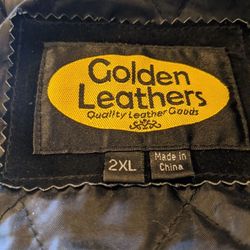 Golden
Leathers
Quality Leather Goods
2XL
Made in
China